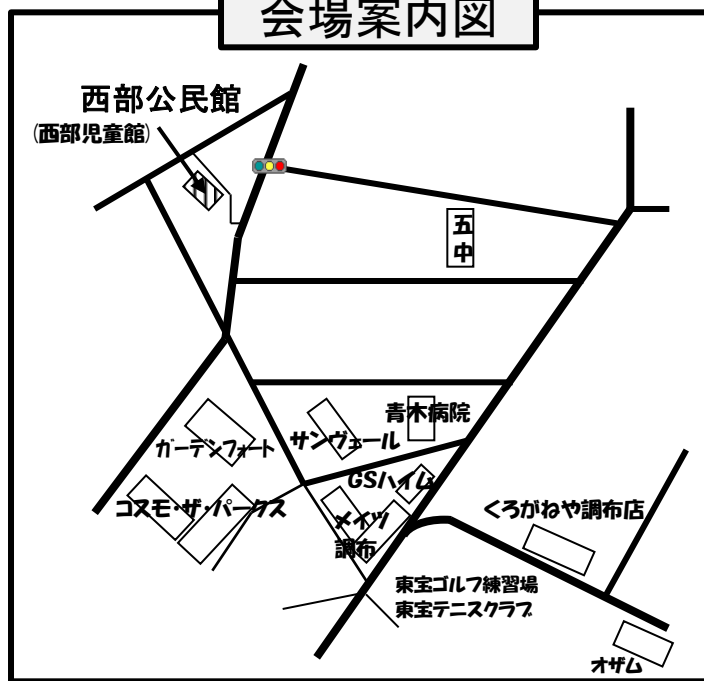 会場案内図
西部公民館
(西部児童館)
五中
青木病院
サンヴェール
ガーデンフォート
GSハイム
コスモ・ザ・パークス
メイツ
調布
くろがねや調布店
東宝ゴルフ練習場
東宝テニスクラブ
オザム